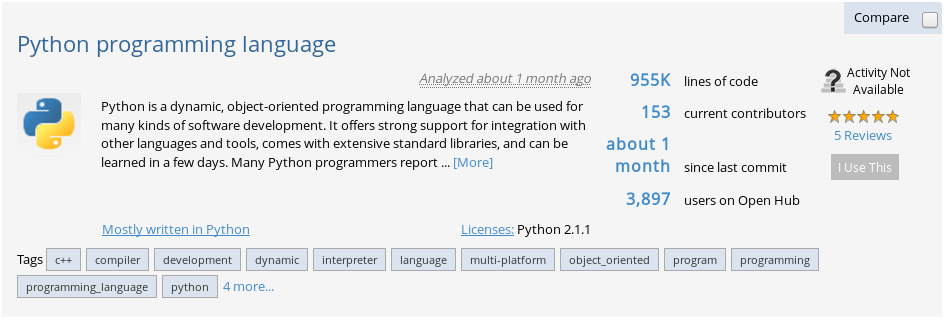 Compare
Python programming language
Analyzed about 1 month ago
Python is a dynamic, object-oriented programming language that can be used for
many kinds of software development. It offers strong support for integration with
other languages and tools, comes with extensive standard libraries, and can be
learned in a few days. Many Python programmers report ... [More]
955K lines of code
153 current contributors
about 1
month since last commit
3,897 users on Open Hub
Activity Not
Available
5 Reviews
I Use This
Mostly written in Python
Licenses: Python 2.1.1
Tags c++ compiler development dynamic interpreter language multi-platform object_oriented program programming
programming_language python 4 more...